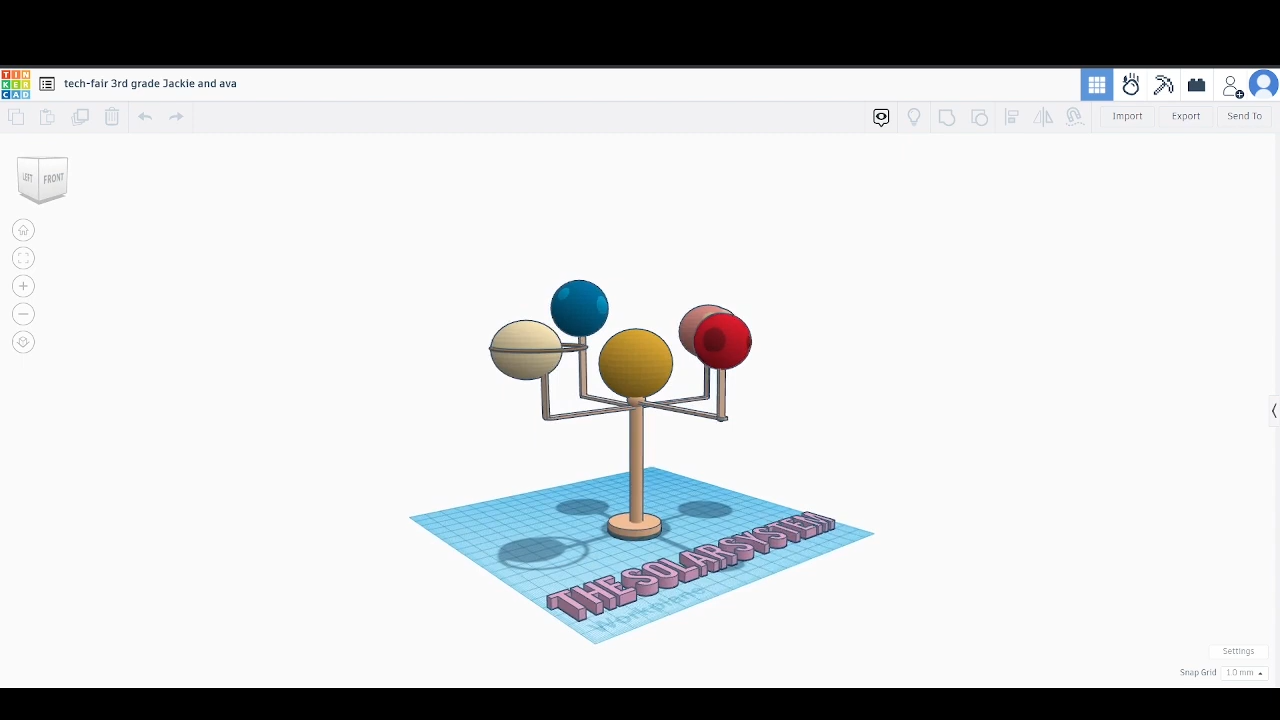 TIN
KER
CAD
tech-fair 3rd grade Jackie and ava
Import
Export
Send To
LEFT
FRONT
THE SOLAR SYSTEM
Workplane
Settings
Snap Grid 1.0 mm